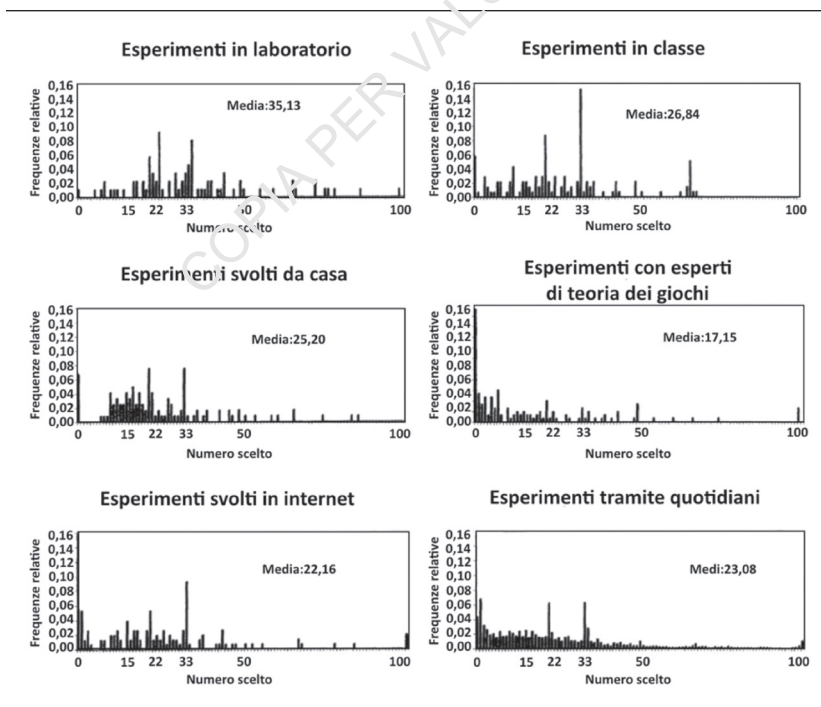 COPIA PER VALU
Esperimenti in laboratorio
Frequenze relative
0,16
0,14
0,12
0,10
0,08
0,06
0,04
0,02
0,00
Media:35,13
0 15 22 33 50 100
Numero scelto
Esperimenti in classe
Frequenze relative
0,16
0,14
0,12
0,10
0,08
0,06
0,04
0,02
0,00
Media:26,84
0 15 22 33 50 100
Numero scelto
Esperimenti svolti da casa
Frequenze relative
0,16
0,14
0,12
0,10
0,08
0,06
0,04
0,02
0,00
Media:25,20
0 15 22 33 50 100
Numero scelto
Esperimenti con esperti
di teoria dei giochi
Frequenze relative
0,16
0,14
0,12
0,10
0,08
0,06
0,04
0,02
0,00
Media:17,15
0 15 22 33 50 100
Numero scelto
Esperimenti svolti in internet
Frequenze relative
0,16
0,14
0,12
0,10
0,08
0,06
0,04
0,02
0,00
Media:22,16
0 15 22 33 50 100
Numero scelto
Esperimenti tramite quotidiani
Frequenze relative
0,16
0,14
0,12
0,10
0,08
0,06
0,04
0,02
0,00
Medi:23,08
0 15 22 33 50 100
Numero scelto